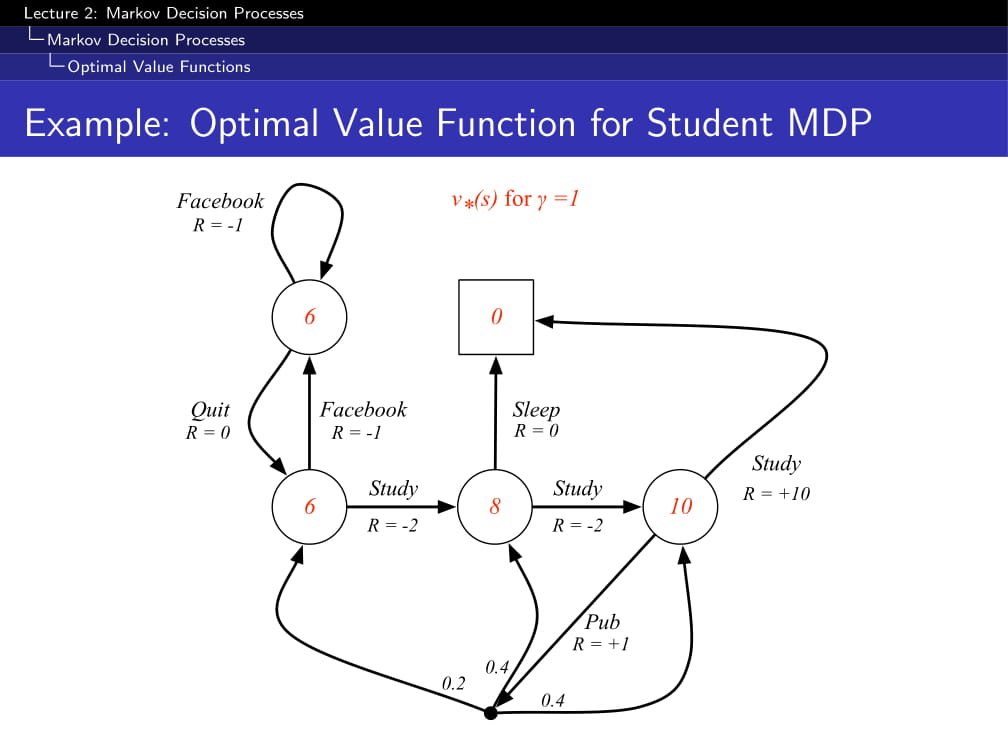 Lecture 2: Markov Decision Processes
Markov Decision Processes
Optimal Value Functions
Example: Optimal Value Function for Student MDP
Facebook
R = -1
v*(s) for γ =1
6
0
Quit
R = 0
Facebook
R = -1
Sleep
R = 0
Study
R = +10
6
Study
R = -2
8
Study
R = -2
10
Pub
R = +1
0.4
0.2
0.4